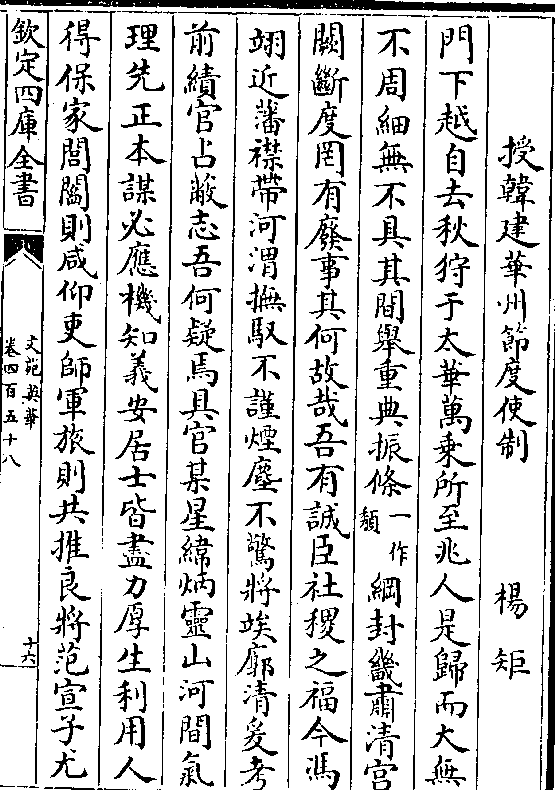 授韓建華州節度使制　　楊矩
門下越自去秋狩于太華萬乘所至兆人是歸而大無
不周細無不具其間舉重典振條一作頽綱封畿肅清宮
闕斷度罔有廢事其何故哉吾有誠臣社稷之福今馮
翊近藩襟帶河渭撫馭不謹煙塵不驚將竢廓清爰考
前績官占蔽志吾何疑焉具官某星緯炳靈山河間氣
理先正本謀必應機知義安居士皆盡力厚生利用人
得保家閭閻則咸仰吏師軍旅則共推良將范宣子尤
欽定四庫全書
文苑英華
卷四百五十八
十六